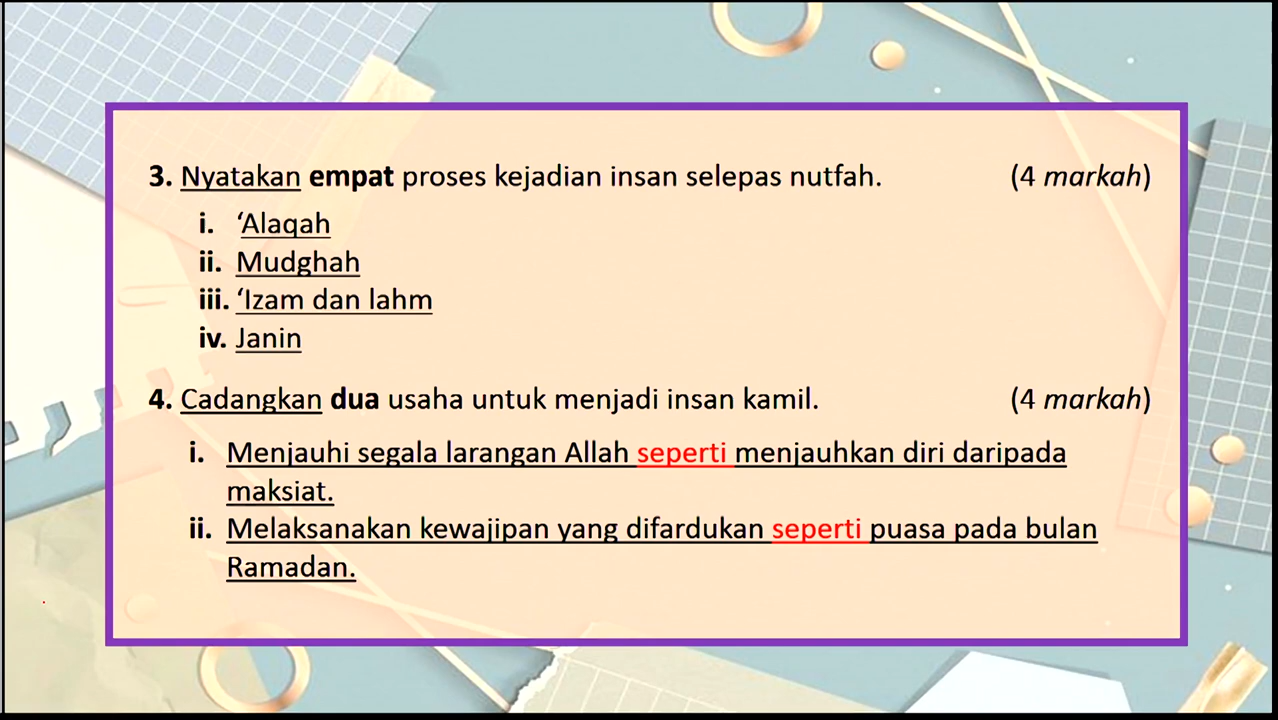 3. Nyatakan empat proses kejadian insan selepas nutfah. (4 markah)
i. ‘Alaqah
ii. Mudghah
iii. ‘Izam dan lahm
iv. Janin
4. Cadangkan dua usaha untuk menjadi insan kamil. (4 markah)
i. Menjauhi segala larangan Allah seperti menjauhkan diri daripada
maksiat.
ii. Melaksanakan kewajipan yang difardukan seperti puasa pada bulan
Ramadan.